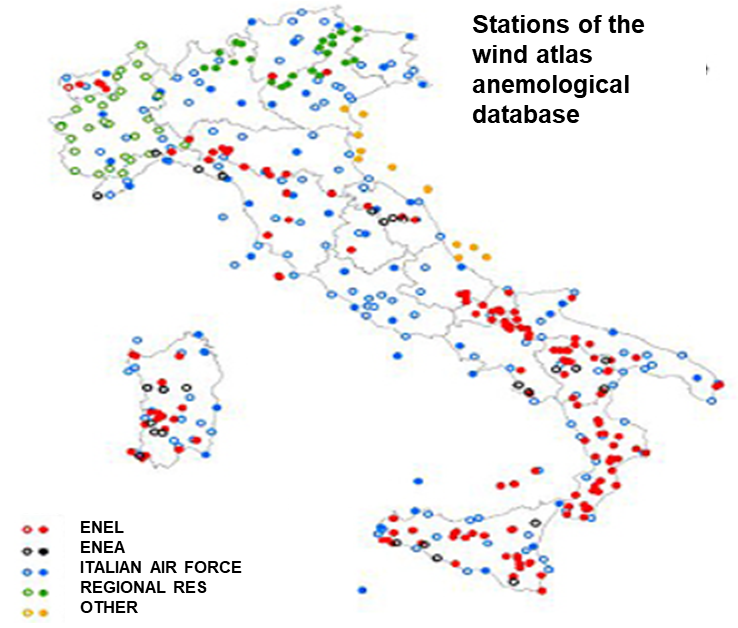 Stations of the
wind atlas
anemological
database
ENEL
ENEA
ITALIAN AIR FORCE
REGIONAL RES
OTHER